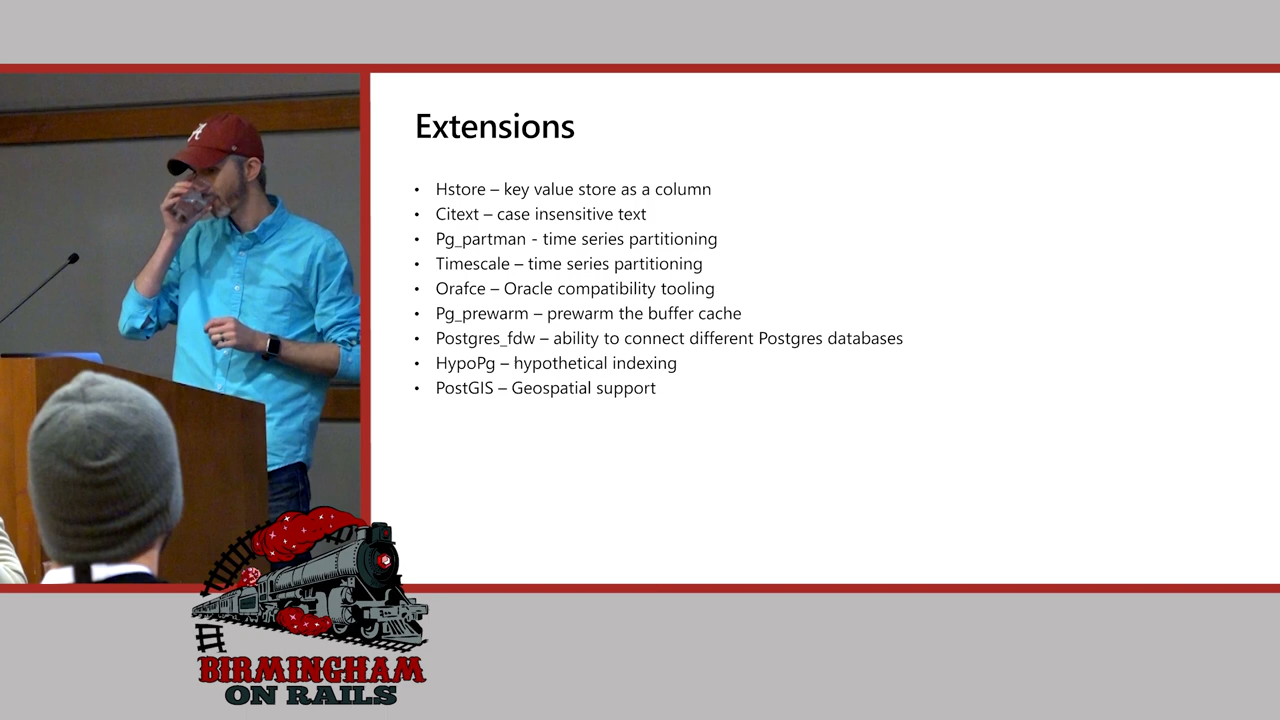 Extensions
• Hstore – key value store as a column
• Citext – case insensitive text
• Pg_partman - time series partitioning
• Timescale – time series partitioning
• Orafce – Oracle compatibility tooling
• Pg_prewarm – prewarm the buffer cache
• Postgres_fdw – ability to connect different Postgres databases
• HypoPg – hypothetical indexing
• PostGIS – Geospatial support
A
BIRMINGHAM
ON RAILS